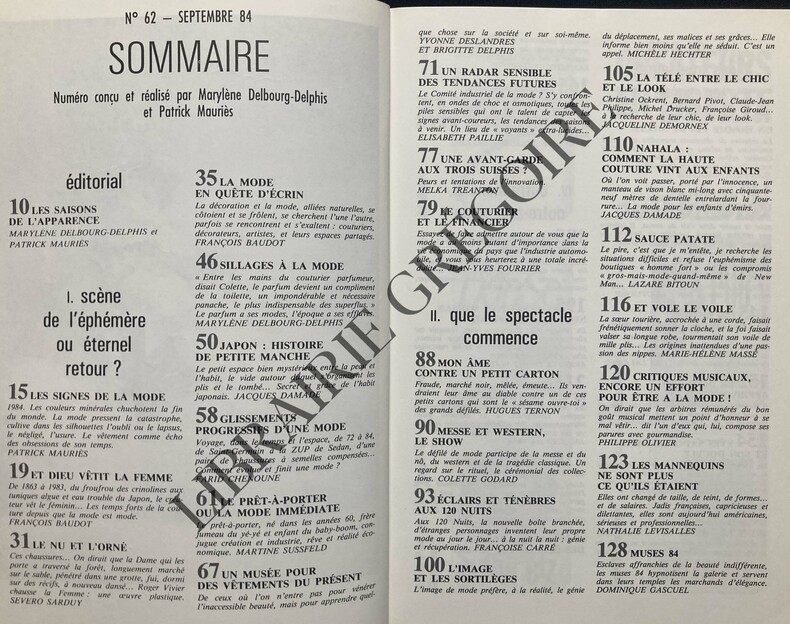 N° 62 — SEPTEMBRE 84
SOMMAIRE
Numéro conçu et réalisé par Marylène Delbourg-Delphis
et Patrick Mauriès
éditorial
10 LES SAISONS
DE L'APPARENCE
MARYLÈNE DELBOURG-DELPHIS et
PATRICK MAURIÈS
I. scène
de l'éphémère
ou éternel
retour ?
15 LES SIGNES DE LA MODE
1984. Les couleurs minérales chuchotent la fin
du monde. La mode pressent la catastrophe,
cultive dans les silhouettes l'oubli ou le lapsus,
le négligé, l'usure. Le vêtement comme écho
des obsessions de son temps.
PATRICK MAURIÈS
19 ET DIEU VÊTIT LA FEMME
De 1863 à 1983, du froufrou des crinolines aux
tuniques algue et eau trouble du Japon, le créa-
teur vêt le féminin... Les temps forts de la cou-
ture depuis que la mode est mode.
FRANÇOIS BAUDOT
31 LE NU ET L'ORNÉ
Ces chaussures... On dirait que la Dame qui les
porte a traversé la forêt, longuement marché
sur le sable, pénétré dans une grotte, fui, dormi
sur des récifs, à nouveau dansé... Roger Vivier
chausse la Femme : une œuvre plastique.
SEVERO SARDUY
35 LA MODE
EN QUÊTE D'ÉCRIN
La décoration et la mode, alliées naturelles, se
côtoient et se frôlent, se cherchent l'une l'autre,
parfois se rencontrent et s'exaltent : couturiers,
décorateurs, artistes, et leurs espaces partagés.
FRANÇOIS BAUDOT
46 SILLAGES À LA MODE
« Entre les mains du couturier parfumeur,
disait Colette, le parfum devient un compliment
de la toilette, un impondérable et nécessaire
panache, le plus indispensable des superflus. »
Le parfum a ses modes, l'époque a ses effluves.
MARYLÈNE DELBOURG-DELPHIS
50 JAPON : HISTOIRE
DE PETITE MANCHE
Le petit espace bien mystérieux entre la peau et
l'habit, le vide autour duquel s'organisent les
plis et le tombé... Secret et grâce de l'habit
japonais. JACQUES DAMADE
58 GLISSEMENTS
PROGRESSIFS D'UNE MODE
Voyage, dans le temps et l'espace, de 72 à 84,
de Saint-Germain à la ZUP de Sedan, d'une
paire de chaussures à semelles compensées...
Comment évolue et finit une mode ?
FARID CHENOUNE
61 LE PRÊT-À-PORTER
OU LA MODE IMMÉDIATE
Le prêt-à-porter, né dans les années 60, frère
jumeau du yé-yé et enfant du baby-boom, con-
jugue création et industrie, rêve et réalité éco-
nomique. MARTINE SUSSFELD
67 UN MUSÉE POUR
DES VÊTEMENTS DU PRÉSENT
De ceux où l'on n'entre pas pour vénérer
l'inaccessible beauté, mais pour apprendre quel-
que chose sur la société et sur soi-même.
YVONNE DESLANDRES
ET BRIGITTE DELPHIS
71 UN RADAR SENSIBLE
DES TENDANCES FUTURES
Le Comité industriel de la mode ? S'y confron-
tent, en ondes de choc et osmotiques, toutes les
piles sensibles qui ont le talent de capter les
signes avant-coureurs, les tendances des saisons
à venir. Un lieu de « voyants » extra-lucides...
ELISABETH PAILLIE
77 UNE AVANT-GARDE
AUX TROIS SUISSES ?
Peurs et tentations de l'innovation.
MELKA TREANTON
79 LE COUTURIER
ET LE FINANCIER
Essayez de faire admettre autour de vous que la mode
a au moins autant d'importance dans la
vie économique du pays que l'industrie automo-
bile, et vous vous heurterez à une totale incré-
dulité... JEAN-YVES FOURRIER
II. que le spectacle
commence
88 MON ÂME
CONTRE UN PETIT CARTON
Fraude, marché noir, mêlée, émeute... Ils ven-
draient leur âme au diable contre un de ces
petits cartons qui sont le « sésame ouvre-toi »
des grands défilés. HUGUES TERNON
90 MESSE ET WESTERN,
LE SHOW
Le défilé de mode participe de la messe et du
nô, du western et de la tragédie classique. Un
regard sur le rituel, le cérémonial des collec-
tions. COLETTE GODARD
93 ÉCLAIRS ET TÉNÈBRES
AUX 120 NUITS
Aux 120 Nuits, la nouvelle boîte branchée,
d'étranges personnages inventent leur propre
mode au jour le jour... à la nuit la nuit : génie
et récupération. FRANÇOISE CARRÉ
100 L'IMAGE
ET LES SORTILÈGES
L'image de mode préfère, à la réalité, le génie
du déplacement, ses malices et ses grâces... Elle
informe bien moins qu'elle ne séduit. C'est un
appel. MICHÈLE HECHTER
105 LA TÉLÉ ENTRE LE CHIC
ET LE LOOK
Christine Ockrent, Bernard Pivot, Claude-Jean
Philippe, Michel Drucker, Françoise Giroud...
à la recherche de leur chic, de leur look.
JACQUELINE DEMORNEX
110 NAHALA :
COMMENT LA HAUTE
COUTURE VINT AUX ENFANTS
Où l'on voit passer, porté par l'innocence, un
manteau de vison blanc mi-long avec cinquante-
neuf mètres de dentelle entrelardant la four-
rure... La mode pour les enfants d'émirs.
JACQUES DAMADE
112 SAUCE PATATE
Le pire, c'est que je m'entête, je recherche les
situations difficiles et refuse l'euphémisme des
boutiques « homme fort » ou les compromis
« gros-mais-mode-quand-même » de New
Man... LAZARE BITOUN
116 ET VOLE LE VOILE
La sœur tourière, accrochée à une corde, faisait
frénétiquement sonner la cloche, et la foi faisait
valser sa longue robe, tourmentait son voile de
mille plis... Les origines inattendues d'une pas-
sion des nippes. MARIE-HÉLÈNE MASSÉ
120 CRITIQUES MUSICAUX,
ENCORE UN EFFORT
POUR ÊTRE A LA MODE !
On dirait que les arbitres rémunérés du bon
goût musical mettent un point d'honneur à se
mal vêtir... dit l'un d'eux qui, lui, compose ses
parures avec gourmandise.
PHILIPPE OLIVIER
123 LES MANNEQUINS
NE SONT PLUS
CE QU'ILS ÉTAIENT
Elles ont changé de taille, de teint, de formes...
et de salaires. Jadis françaises, capricieuses et
dilettantes, elles sont aujourd'hui américaines,
sérieuses et professionnelles...
NATHALIE LEVISALLES
128 MUSES 84
Esclaves affranchies de la beauté indifférente,
les muses 84 hypnotisent la galerie et servent
dans leurs temples les marchands d'élégance.
DOMINIQUE GASCUEL
LIBRAIRIE GREGOIRE